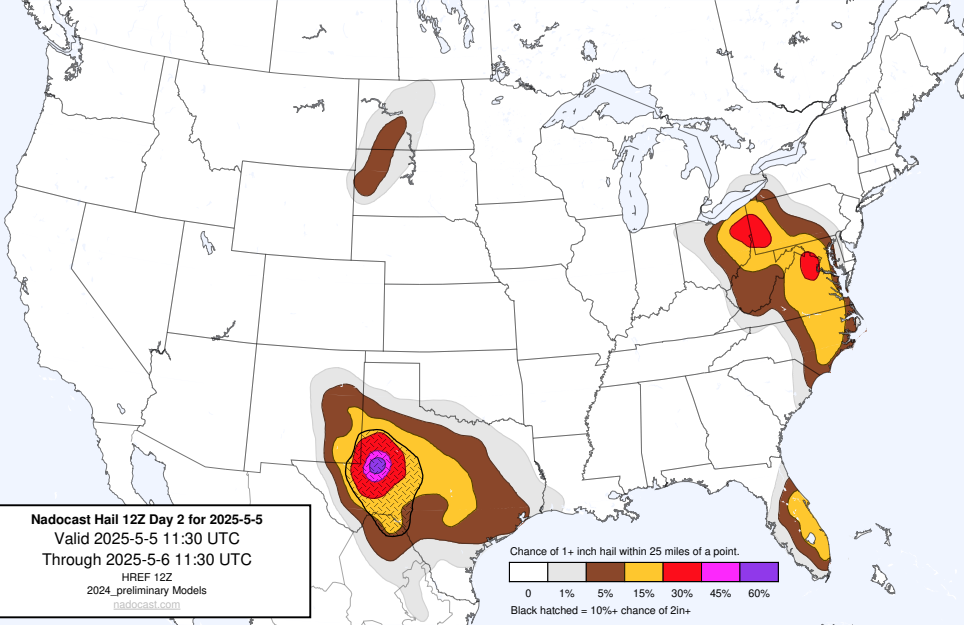 Nadocast Hail 12Z Day 2 for 2025-5-5
Valid 2025-5-5 11:30 UTC
Through 2025-5-6 11:30 UTC
HREF 12Z
2024_preliminary Models
nadocast.com
Chance of 1+ inch hail within 25 miles of a point.
0 1% 5% 15% 30% 45% 60%
Black hatched = 10%+ chance of 2in+